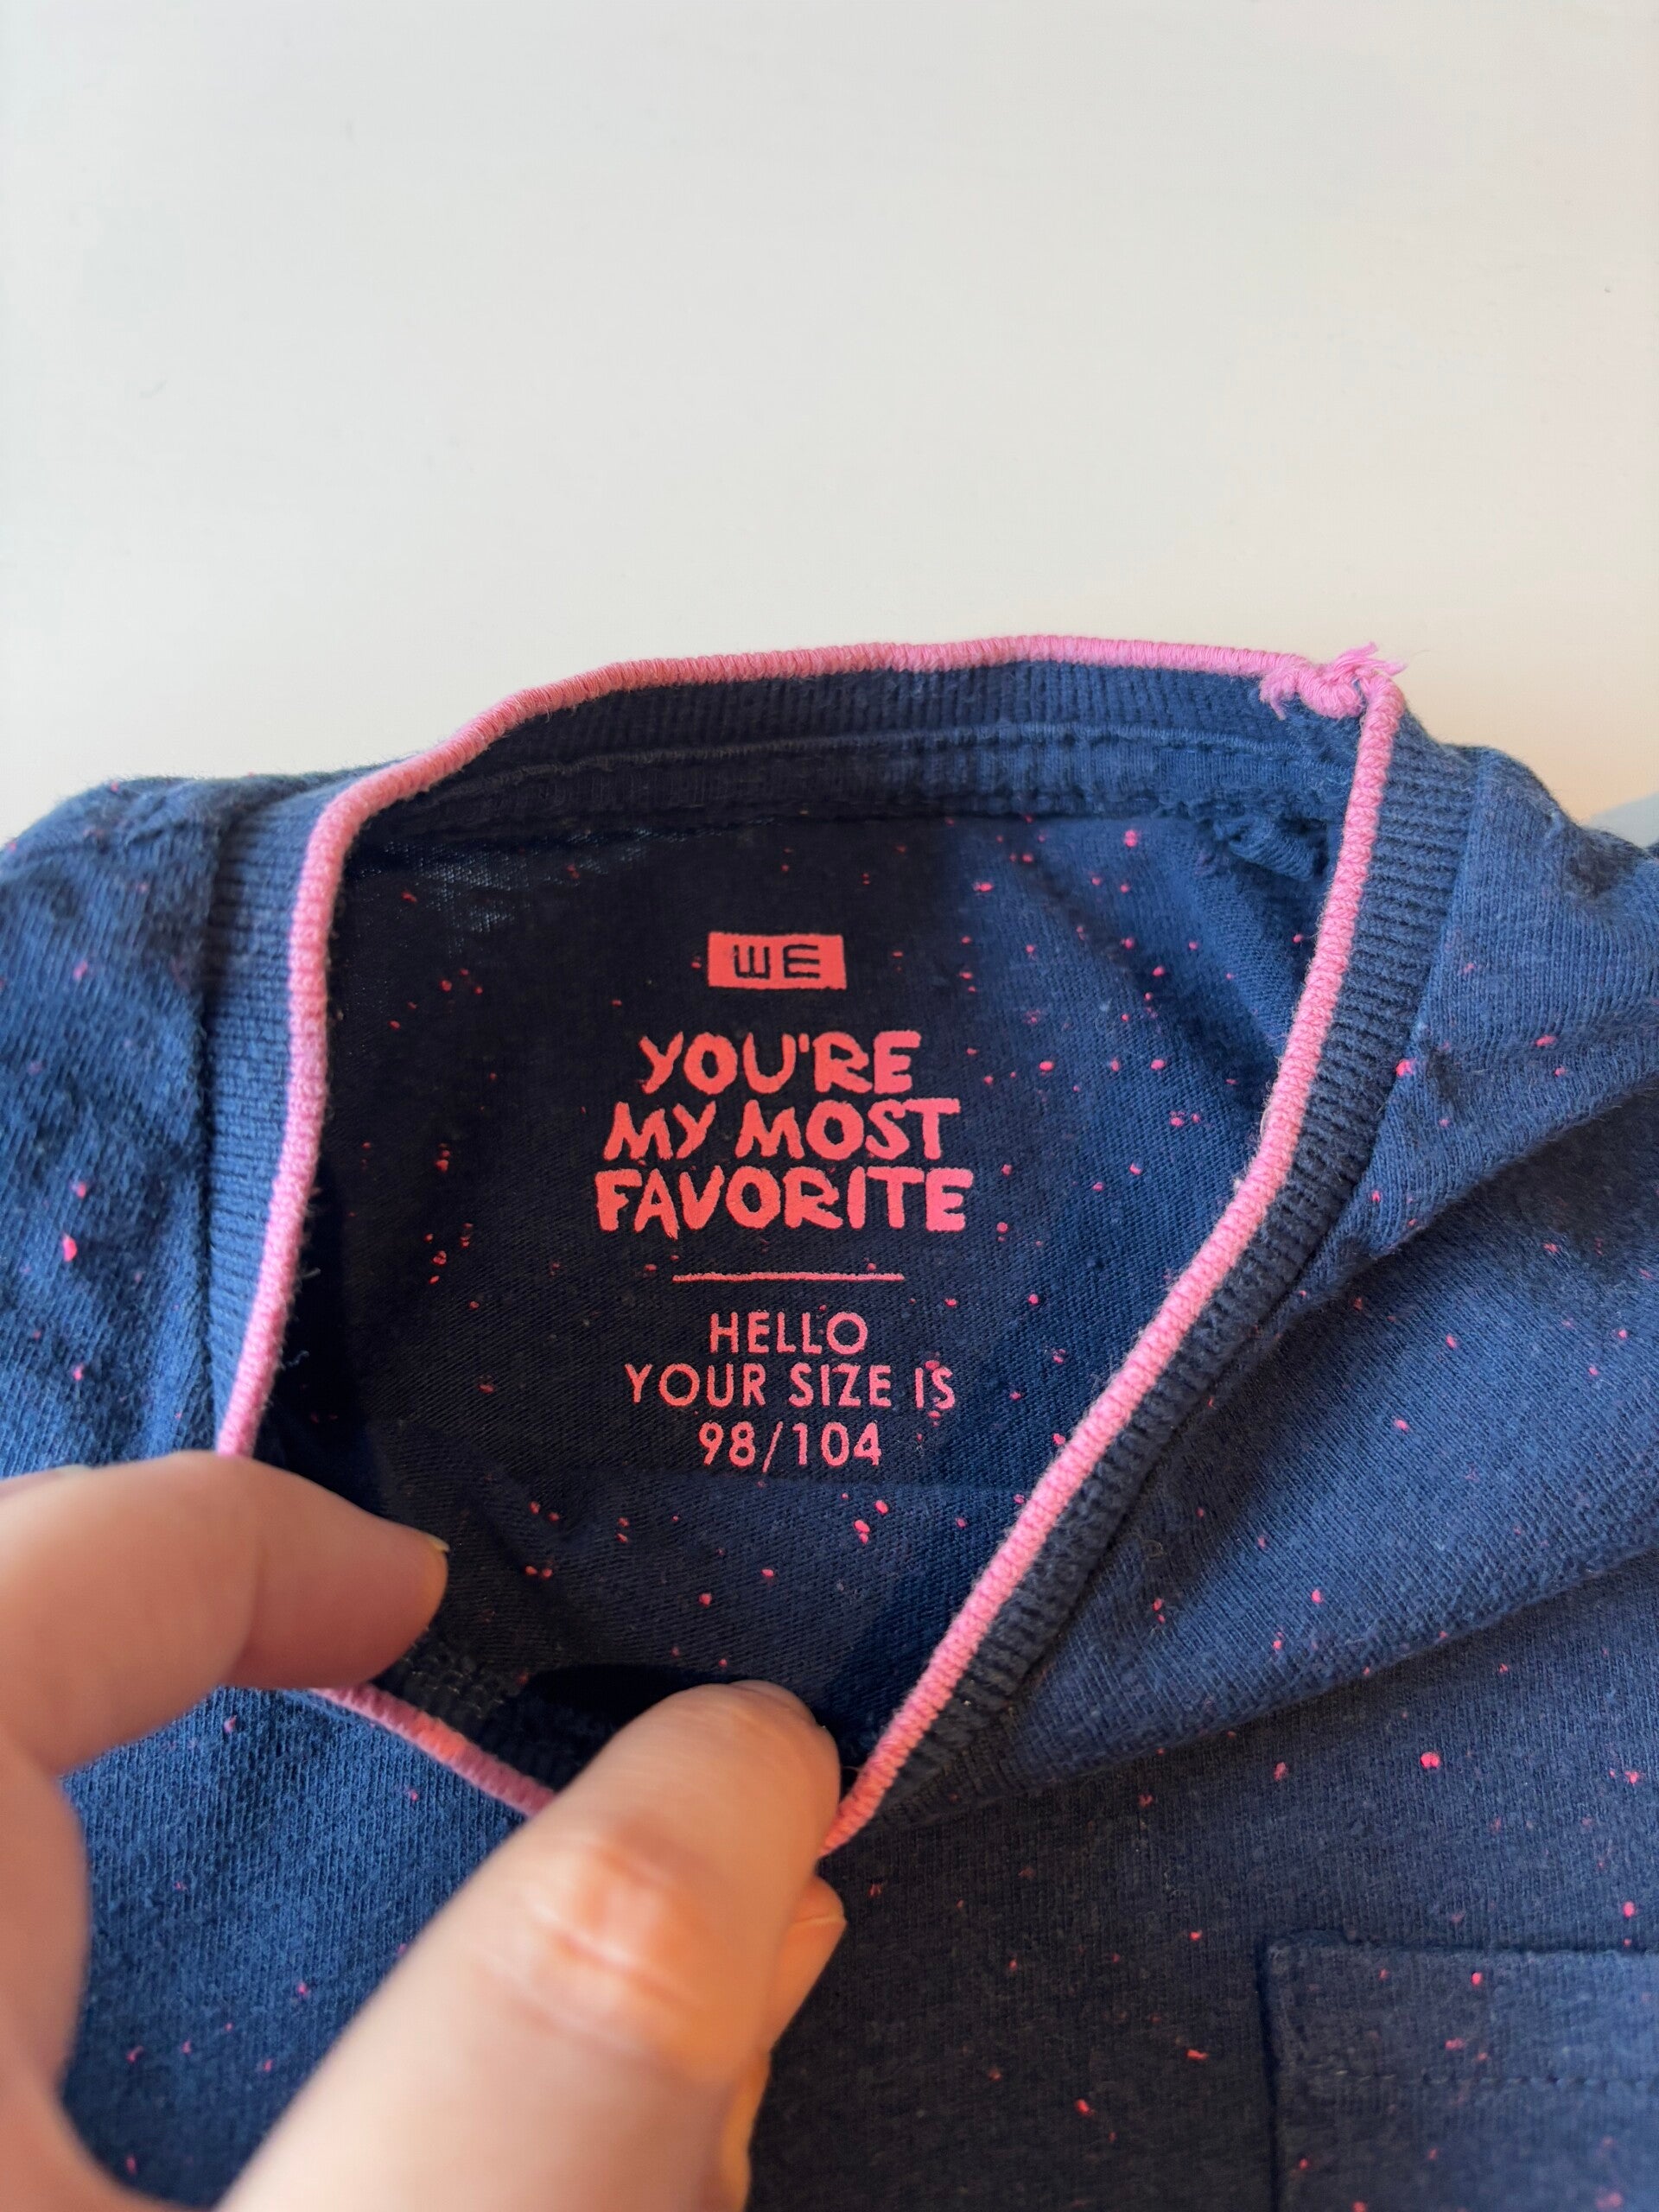 WE
YOU'RE
MY MOST
FAVORITE
HELLO
YOUR SIZE IS
98/104